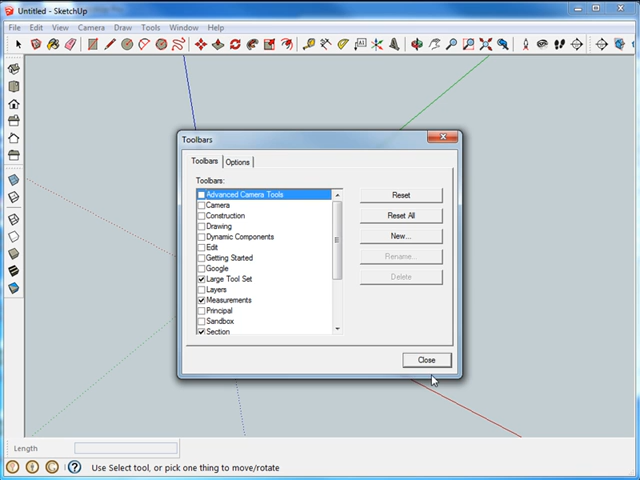 Untitled - SketchUp
File Edit View Camera Draw Tools Window Help
A1
Toolbars
Toolbars Options
Toolbars:
Advanced Camera Tools
Camera
Construction
Drawing
Dynamic Components
Edit
Getting Started
Google
Large Tool Set
Layers
Measurements
Principal
Sandbox
Section
Reset
Reset All
New...
Rename...
Delete
Close
Length
Use Select tool, or pick one thing to move/rotate